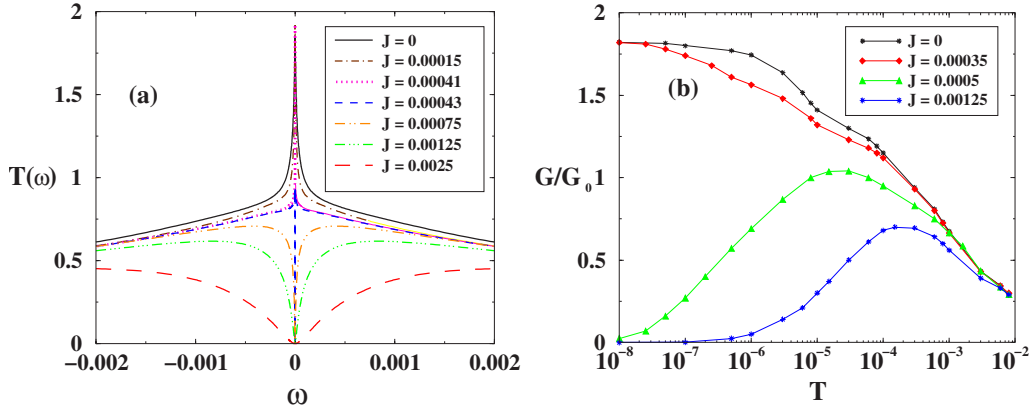 2
1.5
1
0.5
0
T(ω)
(a)
J = 0
J = 0.00015
J = 0.00041
J = 0.00043
J = 0.00075
J = 0.00125
J = 0.0025
−0.002
−0.001
0
0.001
0.002
ω
2
1.5
1
0.5
0
G/G₀
(b)
J = 0
J = 0.00035
J = 0.0005
J = 0.00125
10⁻⁸
10⁻⁷
10⁻⁶
10⁻⁵
10⁻⁴
10⁻³
10⁻²
T